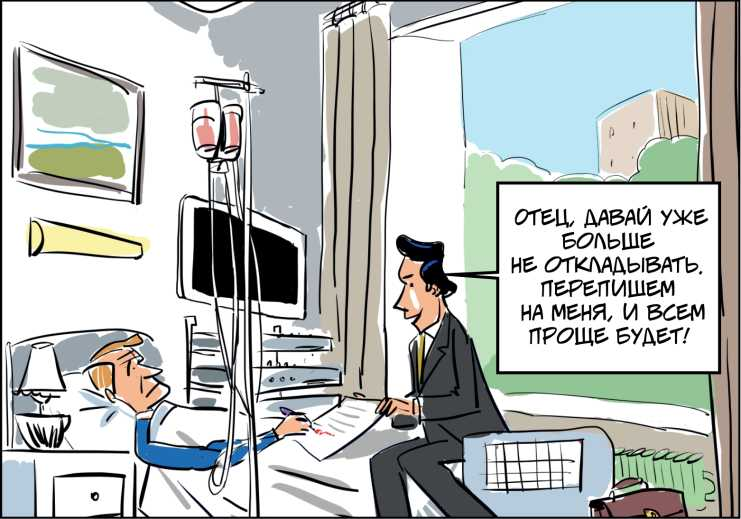 ОТЕЦ, ДАВАЙ УЖЕ
БОЛЬШЕ
НЕ ОТКЛАДЫВАТЬ.
ПЕРЕПИШЕМ
НА МЕНЯ, И ВСЕМ
ПРОЩЕ БУДЕТ!